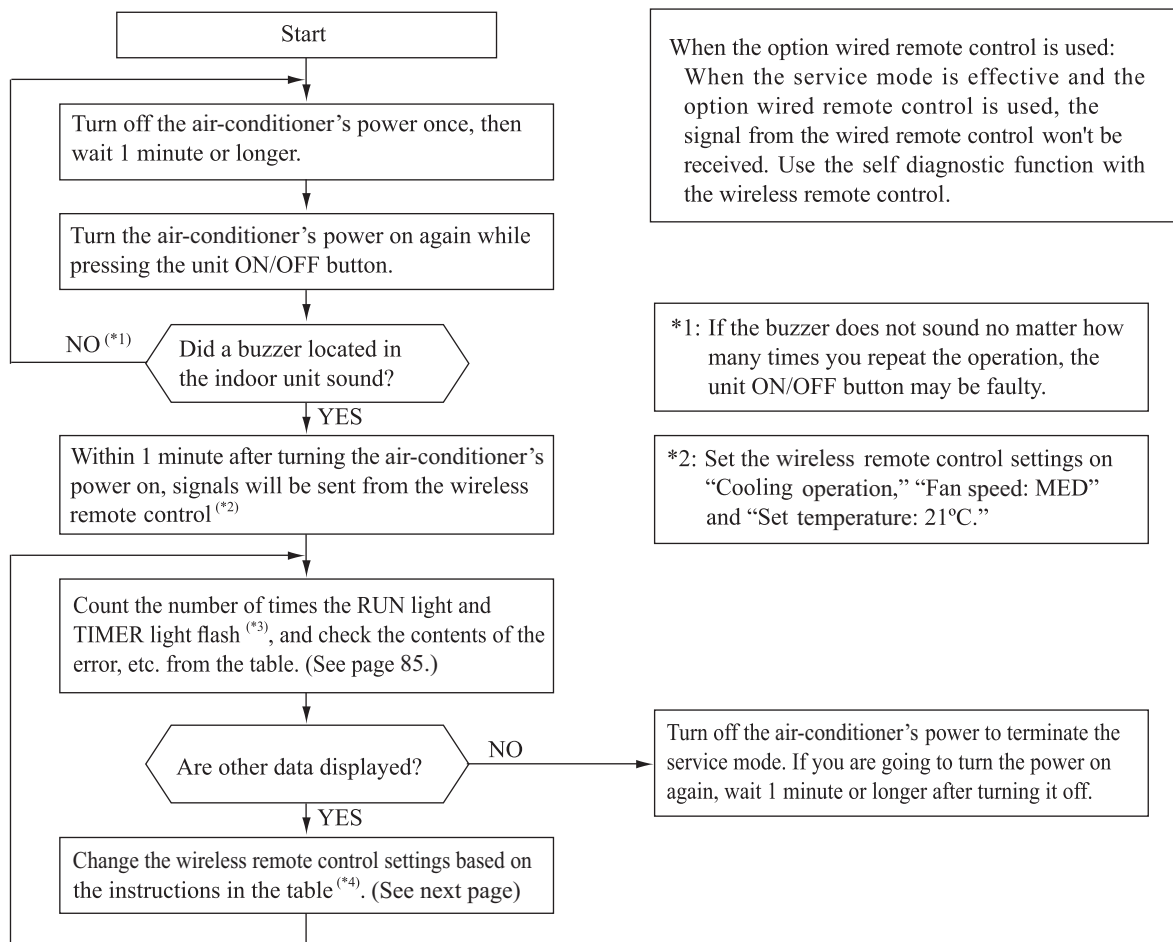 Start
Turn off the air-conditioner's power once, then
wait 1 minute or longer.
Turn the air-conditioner's power on again while
pressing the unit ON/OFF button.
NO (*1)
Did a buzzer located in
the indoor unit sound?
YES
Within 1 minute after turning the air-conditioner's
power on, signals will be sent from the wireless
remote control (*2)
Count the number of times the RUN light and
TIMER light flash (*3), and check the contents of the
error, etc. from the table. (See page 85.)
Are other data displayed?
NO
YES
Change the wireless remote control settings based on
the instructions in the table (*4). (See next page)
When the option wired remote control is used:
When the service mode is effective and the
option wired remote control is used, the
signal from the wired remote control won't be
received. Use the self diagnostic function with
the wireless remote control.
*1: If the buzzer does not sound no matter how
many times you repeat the operation, the
unit ON/OFF button may be faulty.
*2: Set the wireless remote control settings on
“Cooling operation,” “Fan speed: MED”
and “Set temperature: 21ºC.”
Turn off the air-conditioner's power to terminate the
service mode. If you are going to turn the power on
again, wait 1 minute or longer after turning it off.